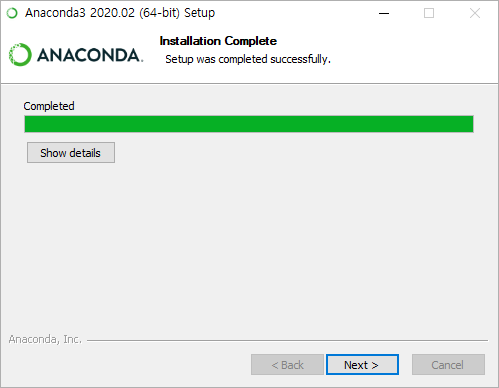 Anaconda3 2020.02 (64-bit) Setup
ANACONDA.
Installation Complete
Setup was completed successfully.
Completed
Show details
Anaconda, Inc.
< Back
Next >
Cancel